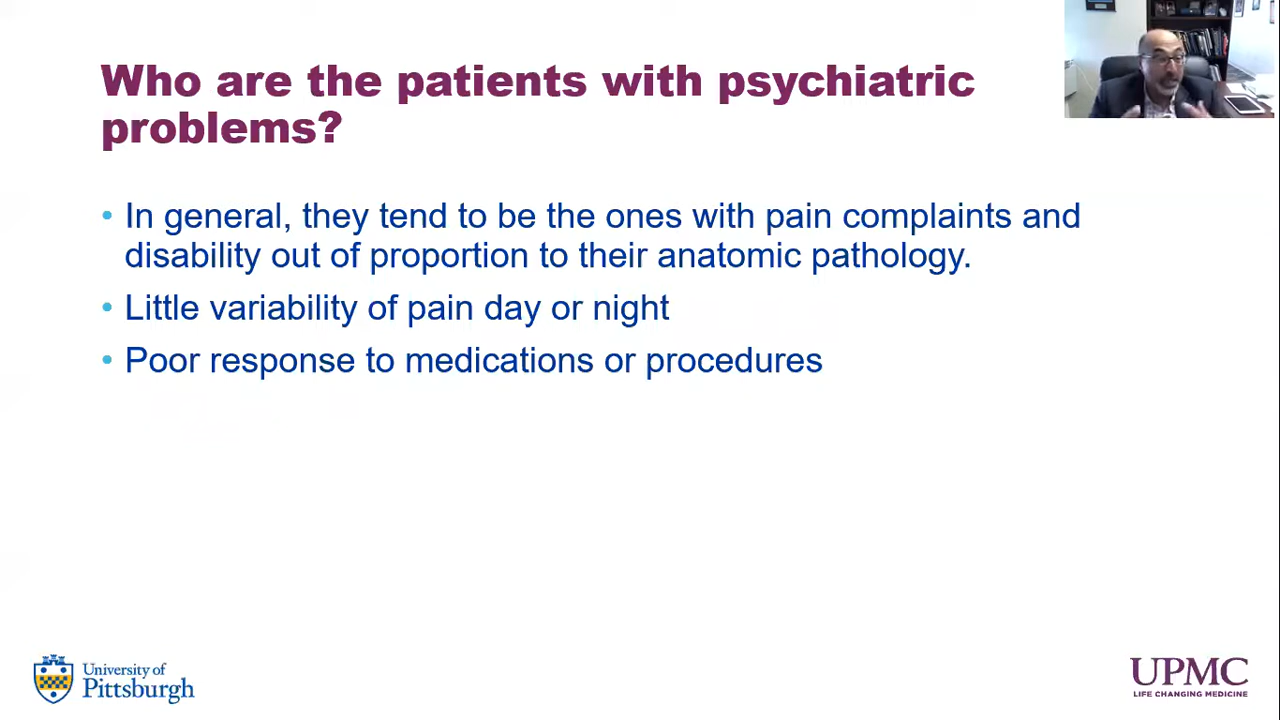 Who are the patients with psychiatric
problems?
• In general, they tend to be the ones with pain complaints and
disability out of proportion to their anatomic pathology.
• Little variability of pain day or night
• Poor response to medications or procedures
University of
Pittsburgh
UPMC
LIFE CHANGING MEDICINE